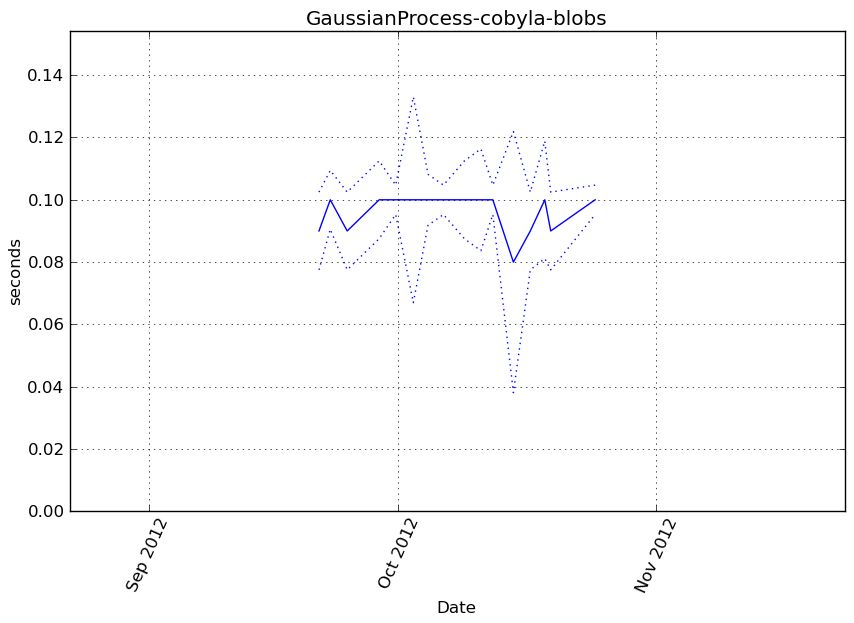 GaussianProcess-cobyla-blobs
0.14
0.12
0.10
0.08
0.06
0.04
0.02
0.00
seconds
Sep 2012
Oct 2012
Nov 2012
Date